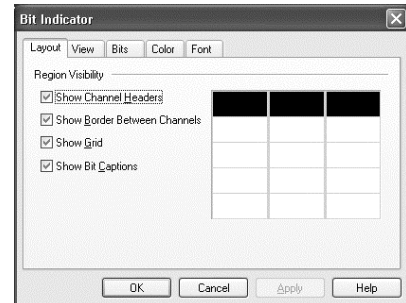 Bit Indicator
Layout View Bits Color Font
Region Visibility
Show Channel Headers
Show Border Between Channels
Show Grid
Show Bit Captions
OK Cancel Apply Help